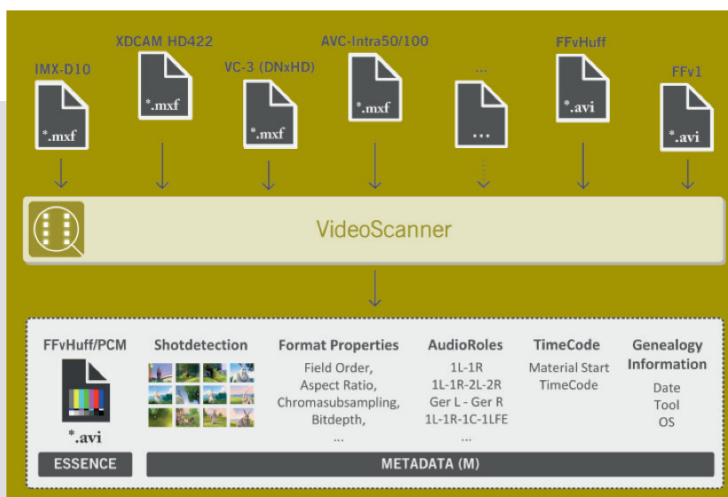 IMX-D10
XDCAM HD422
VC-3 (DNxHD)
AVC-Intra50/100
...
FFvHuff
FFv1
*.mxf
*.mxf
*.mxf
*.mxf
...
*.avi
*.avi
VideoScanner
FFvHuff/PCM
*.avi
ESSENCE
Shotdetection
Format Properties
Field Order,
Aspect Ratio,
Chromasubsampling,
Bitdepth,
...
AudioRoles
1L-1R
1L-1R-2L-2R
Ger L - Ger R
1L-1R-1C-1LFE
...
TimeCode
Material Start
TimeCode
Genealogy
Information
Date
Tool
OS
METADATA (M)